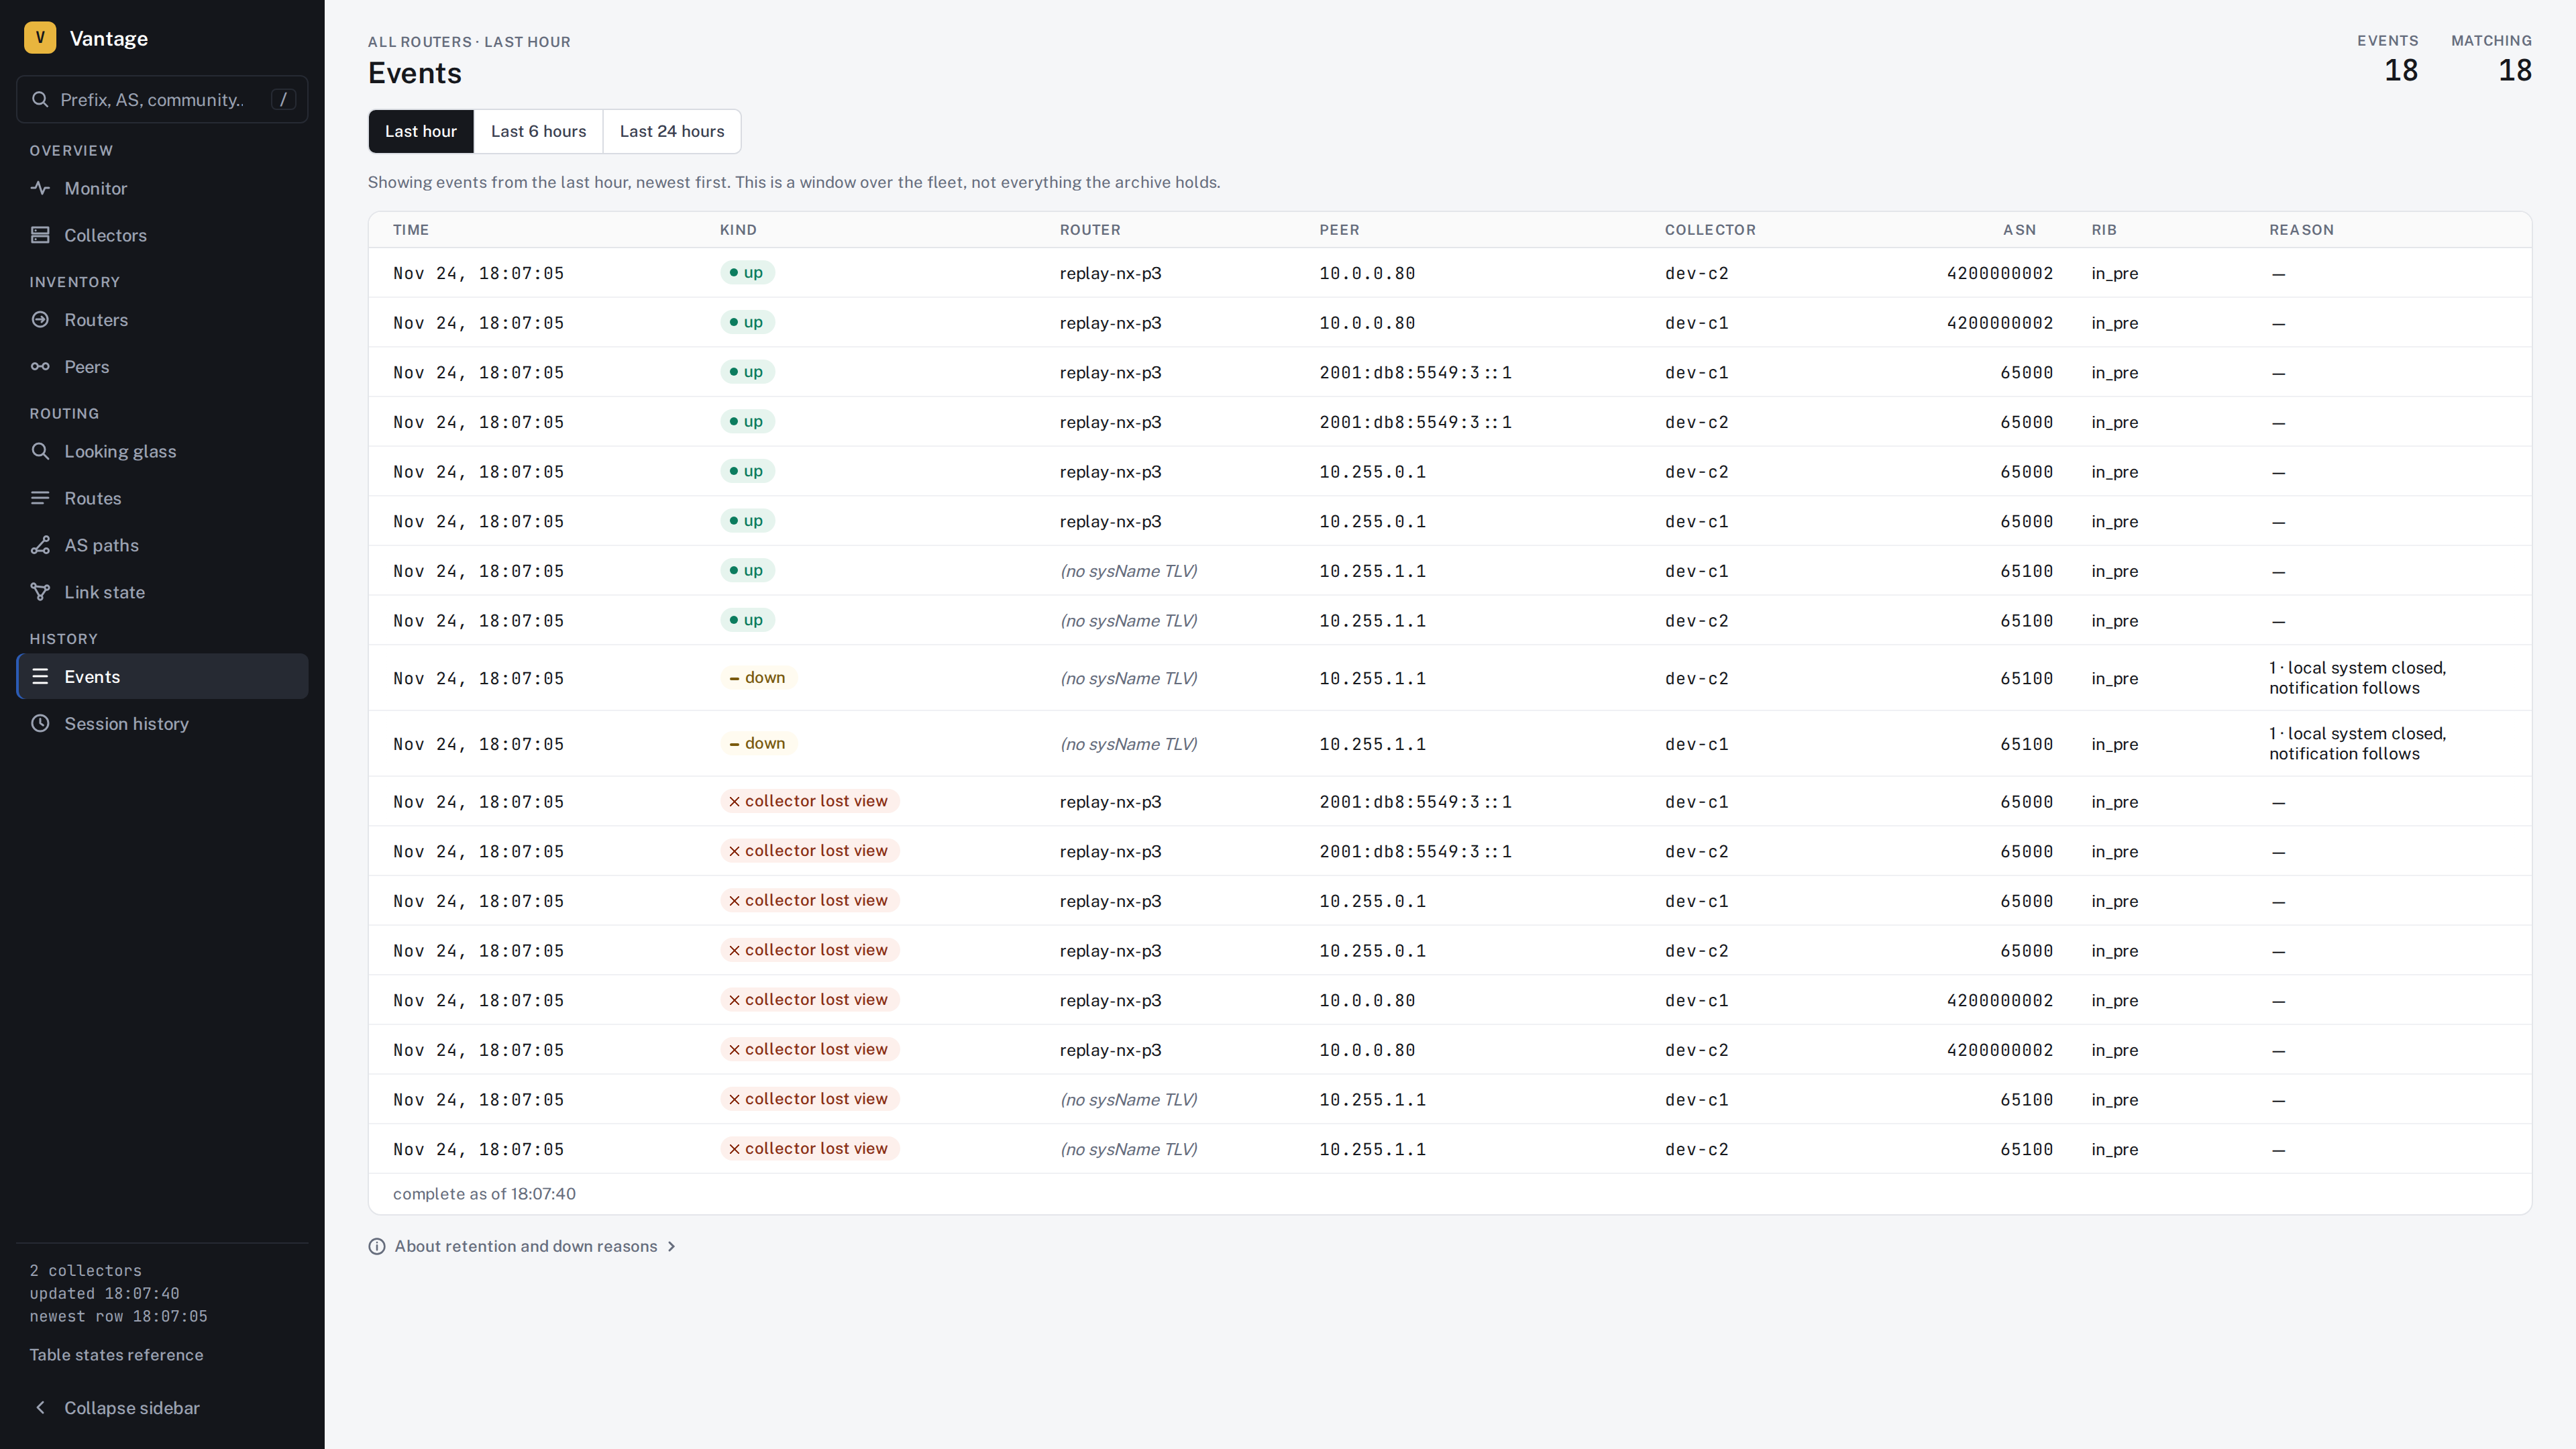 V
Vantage
Prefix, AS, community.. /
OVERVIEW
Monitor
Collectors
INVENTORY
Routers
Peers
ROUTING
Looking glass
Routes
AS paths
Link state
HISTORY
Events
Session history
2 collectors
updated 18:07:40
newest row 18:07:05
Table states reference
Collapse sidebar
ALL ROUTERS · LAST HOUR
Events
EVENTS MATCHING
18 18
Last hour Last 6 hours Last 24 hours
Showing events from the last hour, newest first. This is a window over the fleet, not everything the archive holds.
TIME KIND ROUTER PEER COLLECTOR ASN RIB REASON
Nov 24, 18:07:05 up replay-nx-p3 10.0.0.80 dev-c2 4200000002 in_pre —
Nov 24, 18:07:05 up replay-nx-p3 10.0.0.80 dev-c1 4200000002 in_pre —
Nov 24, 18:07:05 up replay-nx-p3 2001:db8:5549:3::1 dev-c1 65000 in_pre —
Nov 24, 18:07:05 up replay-nx-p3 2001:db8:5549:3::1 dev-c2 65000 in_pre —
Nov 24, 18:07:05 up replay-nx-p3 10.255.0.1 dev-c2 65000 in_pre —
Nov 24, 18:07:05 up replay-nx-p3 10.255.0.1 dev-c1 65000 in_pre —
Nov 24, 18:07:05 up (no sysName TLV) 10.255.1.1 dev-c1 65100 in_pre —
Nov 24, 18:07:05 up (no sysName TLV) 10.255.1.1 dev-c2 65100 in_pre —
Nov 24, 18:07:05 down (no sysName TLV) 10.255.1.1 dev-c2 65100 in_pre 1 · local system closed,
notification follows
Nov 24, 18:07:05 down (no sysName TLV) 10.255.1.1 dev-c1 65100 in_pre 1 · local system closed,
notification follows
Nov 24, 18:07:05 collector lost view replay-nx-p3 2001:db8:5549:3::1 dev-c1 65000 in_pre —
Nov 24, 18:07:05 collector lost view replay-nx-p3 2001:db8:5549:3::1 dev-c2 65000 in_pre —
Nov 24, 18:07:05 collector lost view replay-nx-p3 10.255.0.1 dev-c1 65000 in_pre —
Nov 24, 18:07:05 collector lost view replay-nx-p3 10.255.0.1 dev-c2 65000 in_pre —
Nov 24, 18:07:05 collector lost view replay-nx-p3 10.0.0.80 dev-c1 4200000002 in_pre —
Nov 24, 18:07:05 collector lost view replay-nx-p3 10.0.0.80 dev-c2 4200000002 in_pre —
Nov 24, 18:07:05 collector lost view (no sysName TLV) 10.255.1.1 dev-c1 65100 in_pre —
Nov 24, 18:07:05 collector lost view (no sysName TLV) 10.255.1.1 dev-c2 65100 in_pre —
complete as of 18:07:40
About retention and down reasons